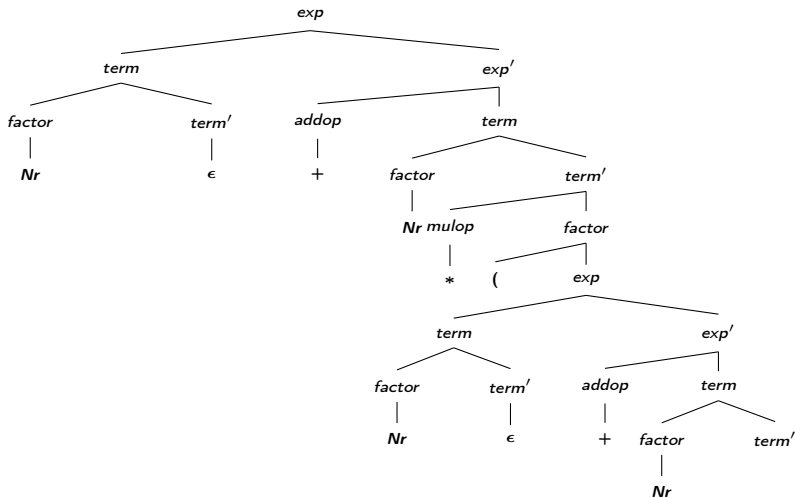 exp
term exp′
factor term′ addop term
Nr ϵ + factor term′
Nr mulop factor
* ( exp
term exp′
factor term′ addop term
Nr ϵ + factor term′
Nr